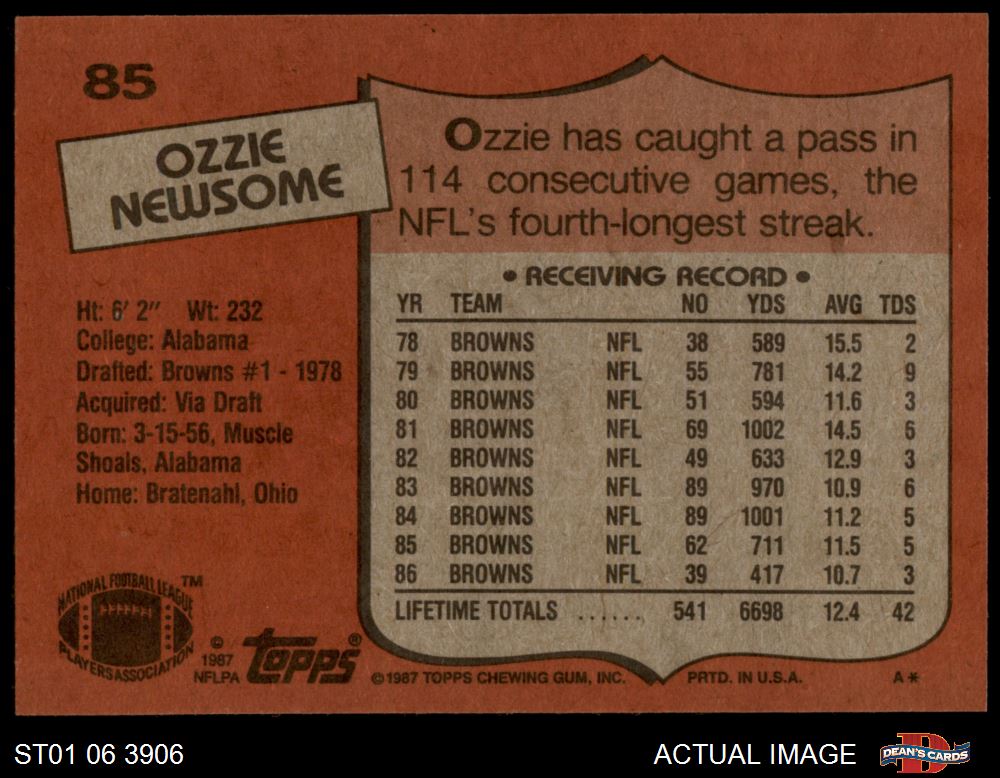 85
OZZIE
NEWSOME
Ht: 6' 2" Wt: 232
College: Alabama
Drafted: Browns #1 - 1978
Acquired: Via Draft
Born: 3-15-56, Muscle
Shoals, Alabama
Home: Bratenahl, Ohio
NATIONAL FOOTBALL LEAGUE
PLAYERS ASSOCIATION
TM
©
1987
NFLPA
topps®
Ozzie has caught a pass in
114 consecutive games, the
NFL's fourth-longest streak.
• RECEIVING RECORD •
YR TEAM NO YDS AVG TDS
78 BROWNS NFL 38 589 15.5 2
79 BROWNS NFL 55 781 14.2 9
80 BROWNS NFL 51 594 11.6 3
81 BROWNS NFL 69 1002 14.5 6
82 BROWNS NFL 49 633 12.9 3
83 BROWNS NFL 89 970 10.9 6
84 BROWNS NFL 89 1001 11.2 5
85 BROWNS NFL 62 711 11.5 5
86 BROWNS NFL 39 417 10.7 3
LIFETIME TOTALS ...... 541 6698 12.4 42
©1987 TOPPS CHEWING GUM, INC. PRTD. IN U.S.A. A*
ST01 06 3906 ACTUAL IMAGE
D
DEAN'S CARDS